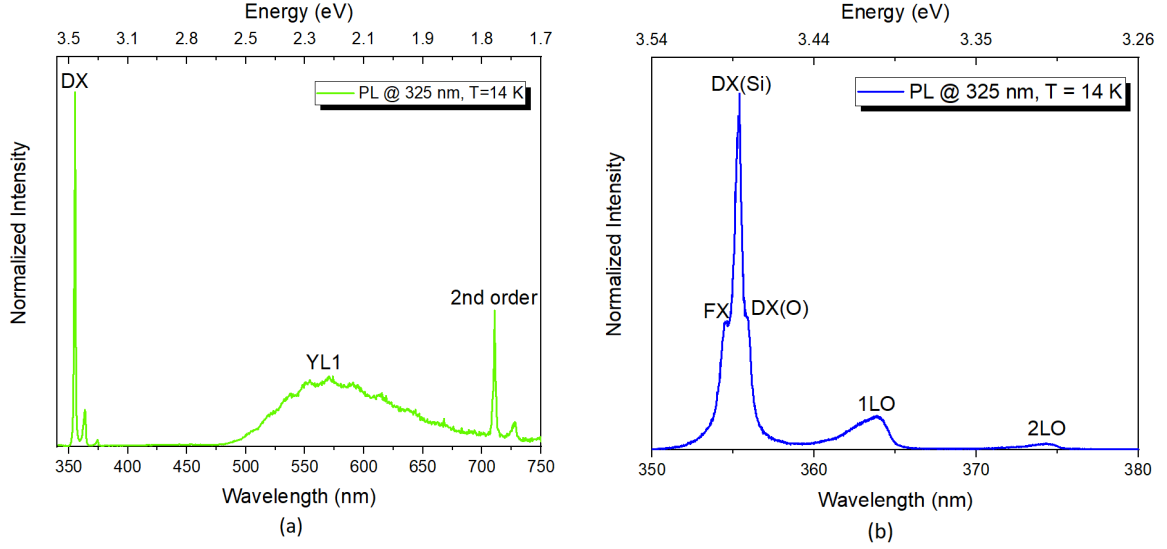 Energy (eV)
3.5 3.1 2.8 2.5 2.3 2.1 1.9 1.8 1.7
DX
PL @ 325 nm, T=14 K
2nd order
YL1
Normalized Intensity
350 400 450 500 550 600 650 700 750
Wavelength (nm)
(a)
Energy (eV)
3.54 3.44 3.35 3.26
DX(Si)
PL @ 325 nm, T = 14 K
FX
DX(O)
1LO
2LO
Normalized Intensity
350 360 370 380
Wavelength (nm)
(b)